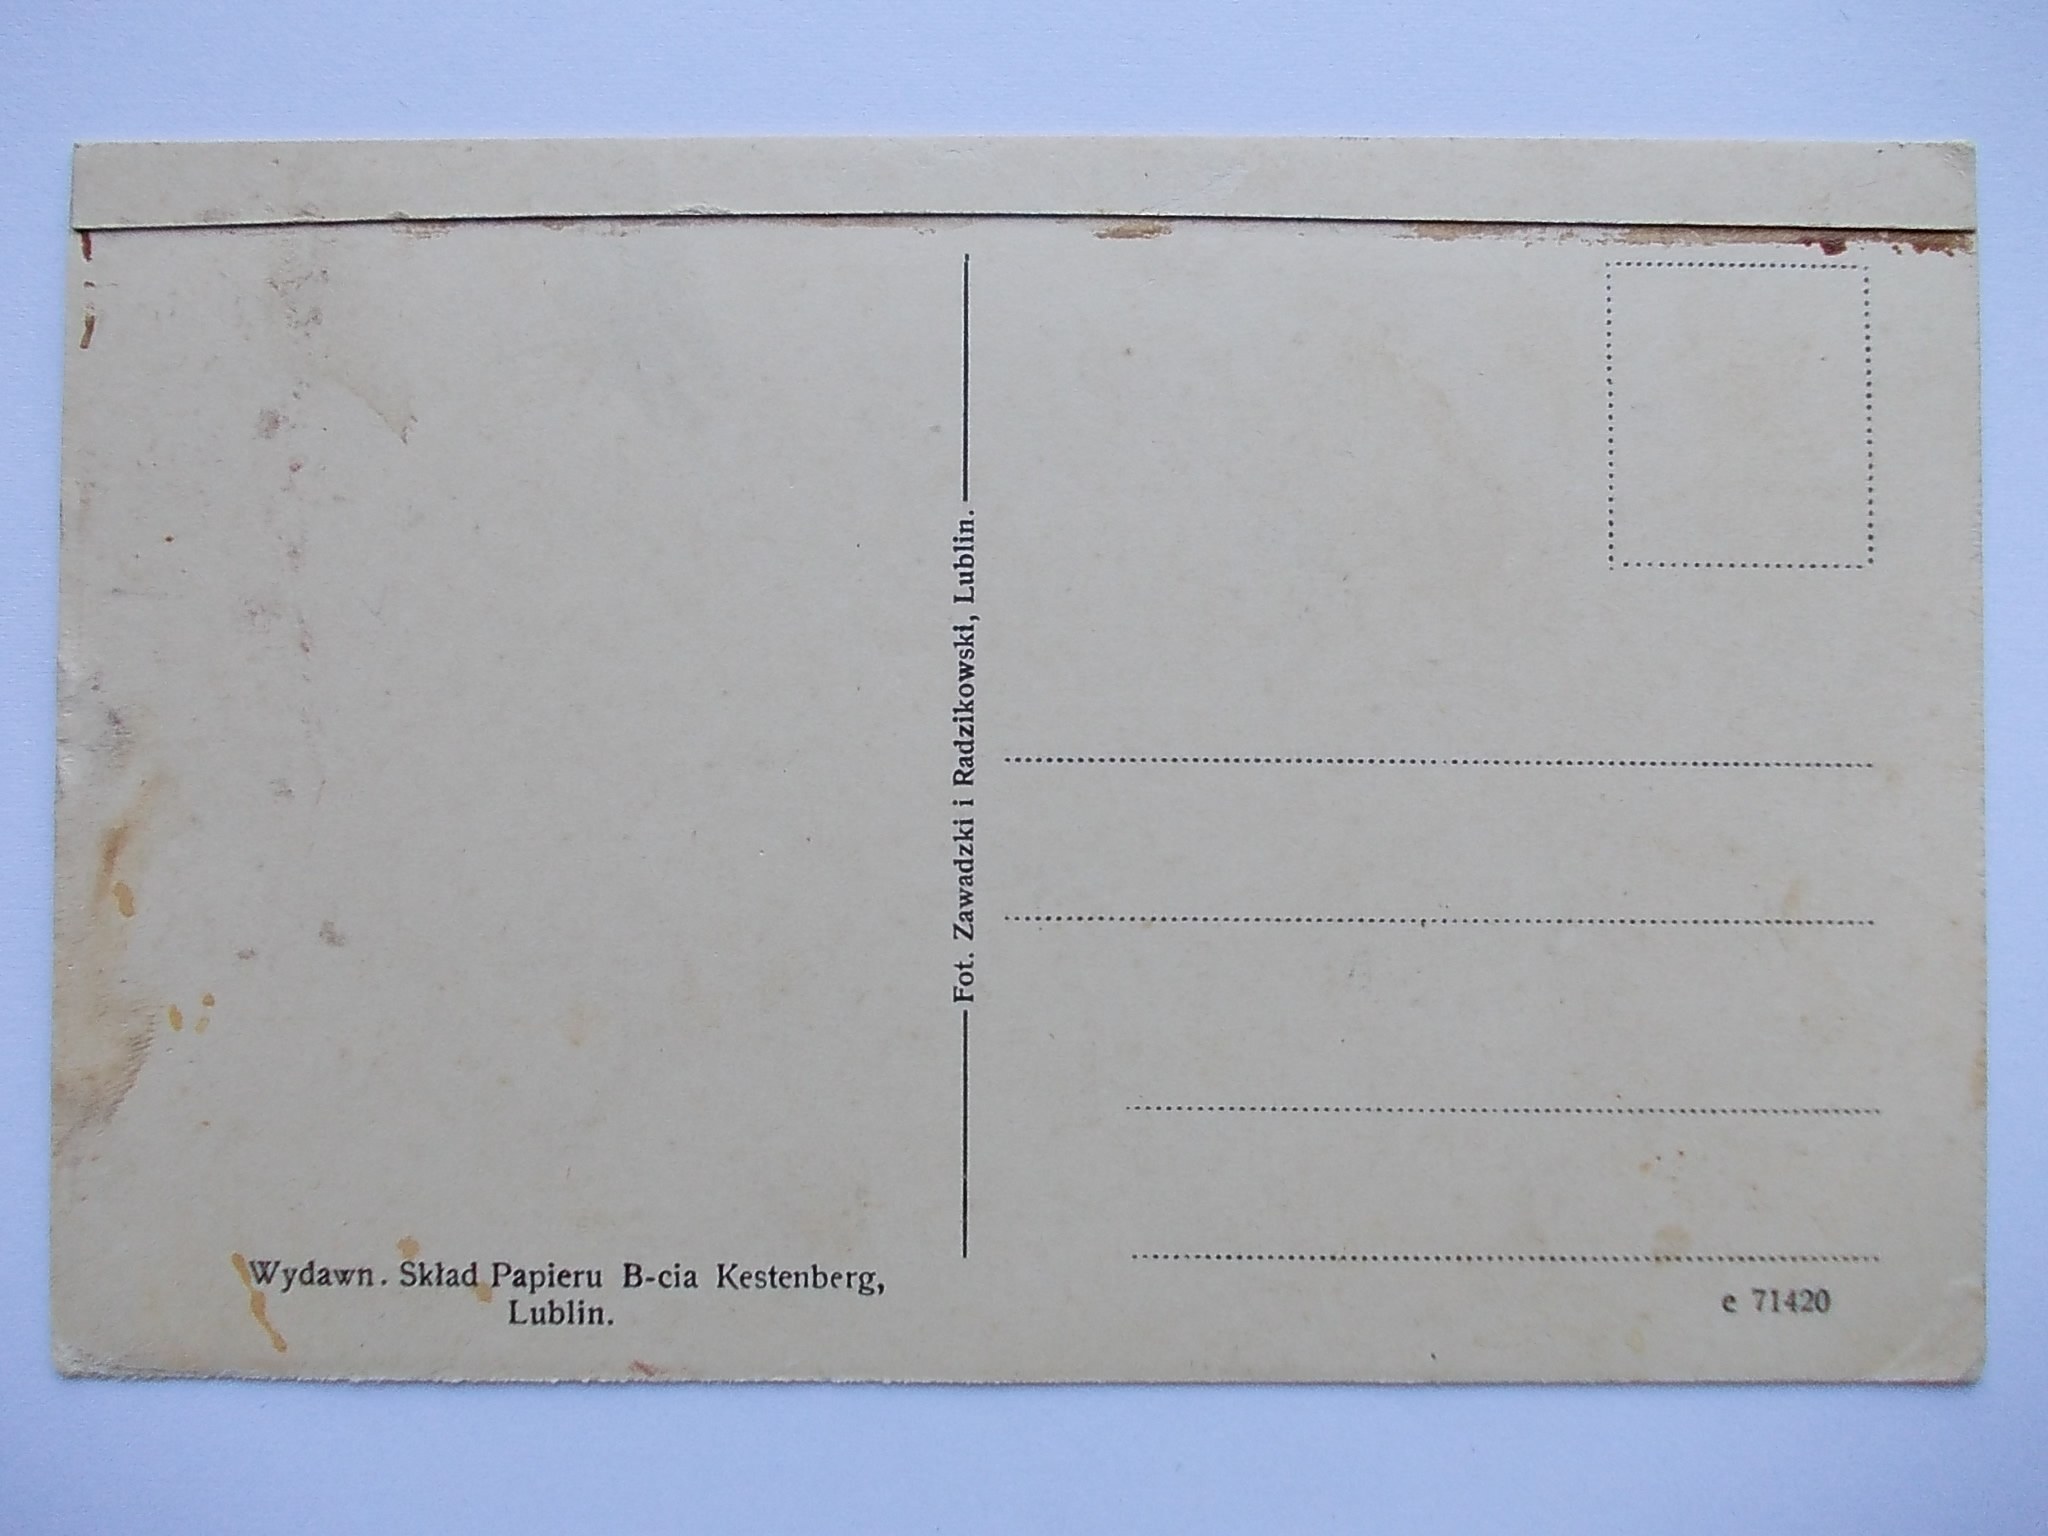 Wydawn. Skład Papieru B-cia Kestenberg,
Lublin.
Fot. Zawadzki i Radzikowski, Lublin.
e 71420